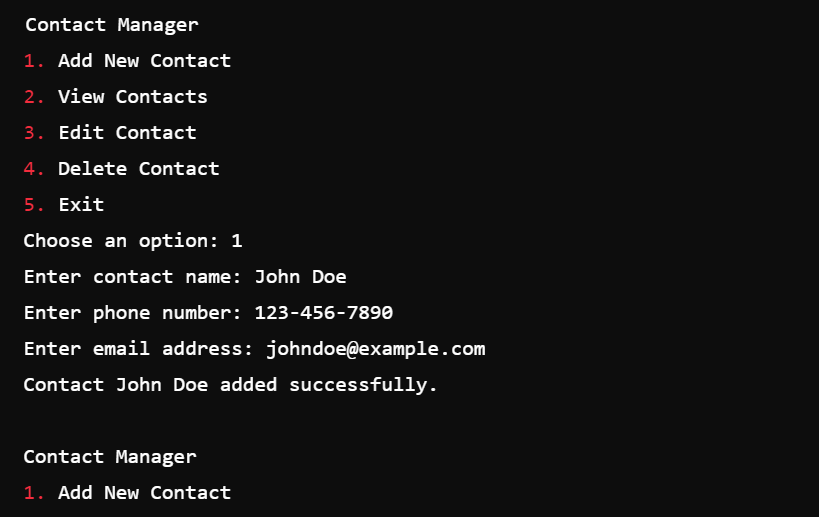 Contact Manager
1. Add New Contact
2. View Contacts
3. Edit Contact
4. Delete Contact
5. Exit
Choose an option: 1
Enter contact name: John Doe
Enter phone number: 123-456-7890
Enter email address: johndoe@example.com
Contact John Doe added successfully.
Contact Manager
1. Add New Contact